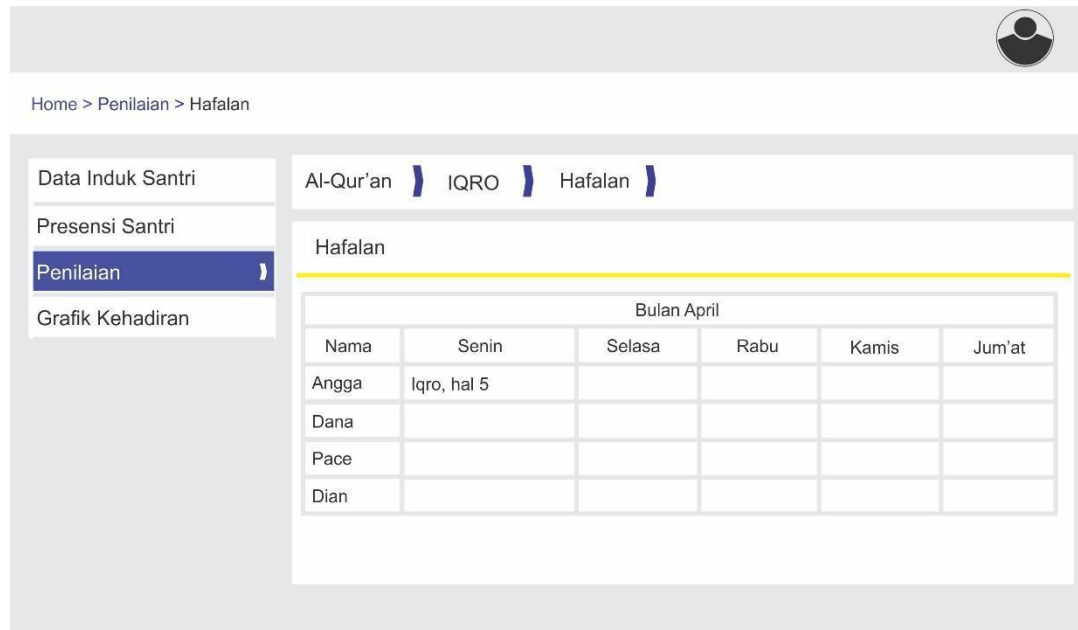 Home > Penilaian > Hafalan
Data Induk Santri
Presensi Santri
Penilaian
Grafik Kehadiran
Al-Qur’an IQRO Hafalan
Hafalan
Bulan April
Nama Senin Selasa Rabu Kamis Jum’at
Angga Iqro, hal 5
Dana
Pace
Dian